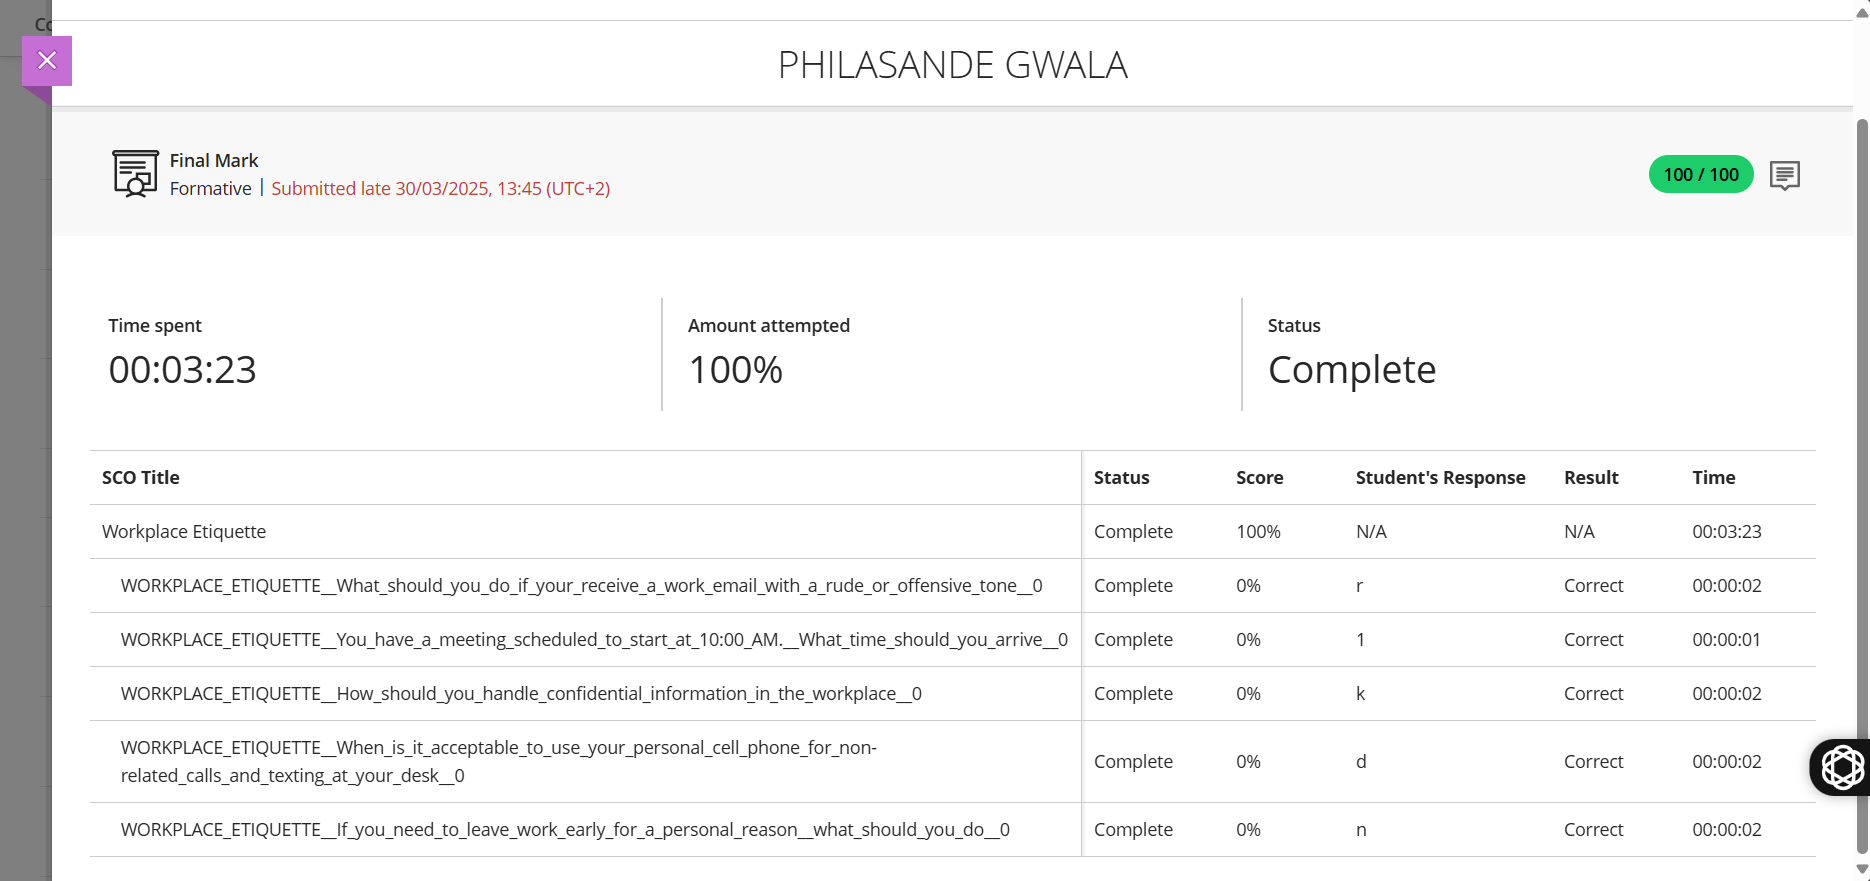 Co
PHILASANDE GWALA
Final Mark
Formative | Submitted late 30/03/2025, 13:45 (UTC+2)
100 / 100
Time spent
00:03:23
Amount attempted
100%
Status
Complete
SCO Title Status Score Student's Response Result Time
Workplace Etiquette Complete 100% N/A N/A 00:03:23
WORKPLACE_ETIQUETTE__What_should_you_do_if_your_receive_a_work_email_with_a_rude_or_offensive_tone__0 Complete 0% r Correct 00:00:02
WORKPLACE_ETIQUETTE__You_have_a_meeting_scheduled_to_start_at_10:00_AM.__What_time_should_you_arrive__0 Complete 0% 1 Correct 00:00:01
WORKPLACE_ETIQUETTE__How_should_you_handle_confidential_information_in_the_workplace__0 Complete 0% k Correct 00:00:02
WORKPLACE_ETIQUETTE__When_is_it_acceptable_to_use_your_personal_cell_phone_for_non-
related_calls_and_texting_at_your_desk__0 Complete 0% d Correct 00:00:02
WORKPLACE_ETIQUETTE__If_you_need_to_leave_work_early_for_a_personal_reason__what_should_you_do__0 Complete 0% n Correct 00:00:02